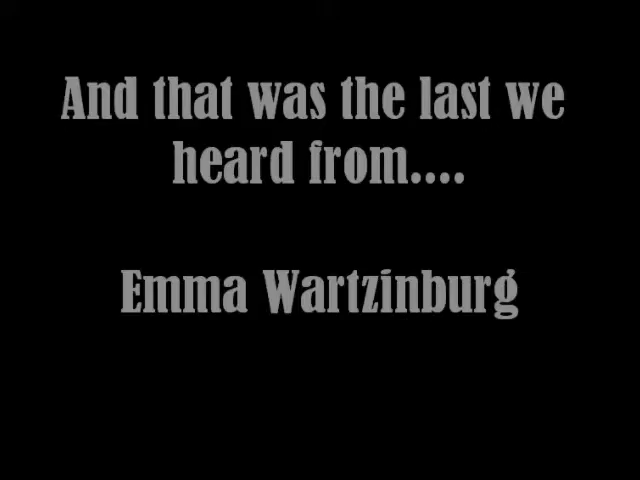 And that was the last we
heard from....
Emma Wartzinburg